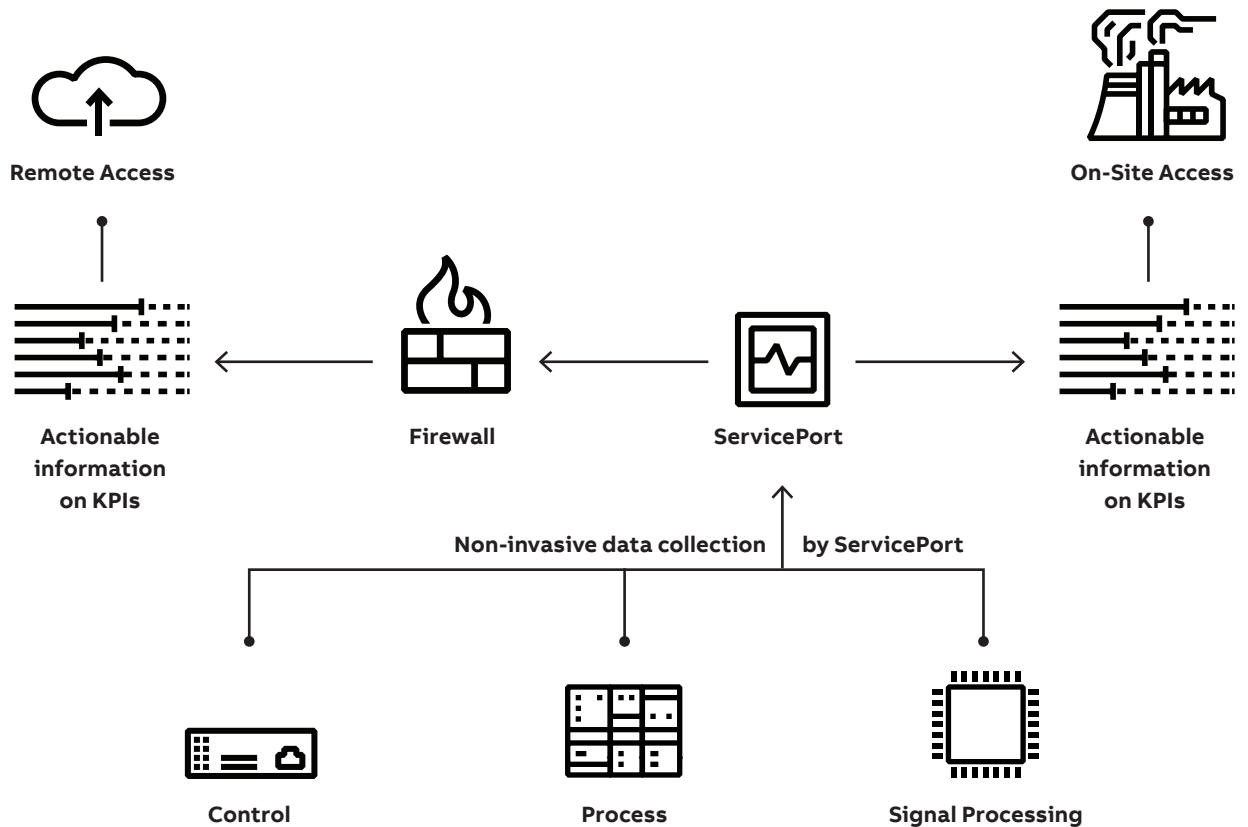 Remote Access
On-Site Access
Actionable
information
on KPIs
Firewall
ServicePort
Actionable
information
on KPIs
Non-invasive data collection by ServicePort
Control
Process
Signal Processing